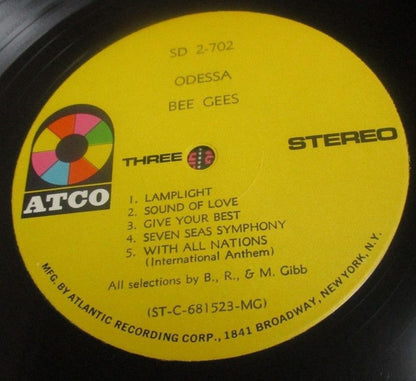 SD 2-702
ODESSA
BEE GEES
ATCO
THREE
STEREO
1. LAMPLIGHT
2. SOUND OF LOVE
3. GIVE YOUR BEST
4. SEVEN SEAS SYMPHONY
5. WITH ALL NATIONS
(International Anthem)
All selections by B., R., & M. Gibb
(ST-C-681523-MG)
MFG. BY ATLANTIC RECORDING CORP., 1841 BROADWAY, NEW YORK, N.Y.